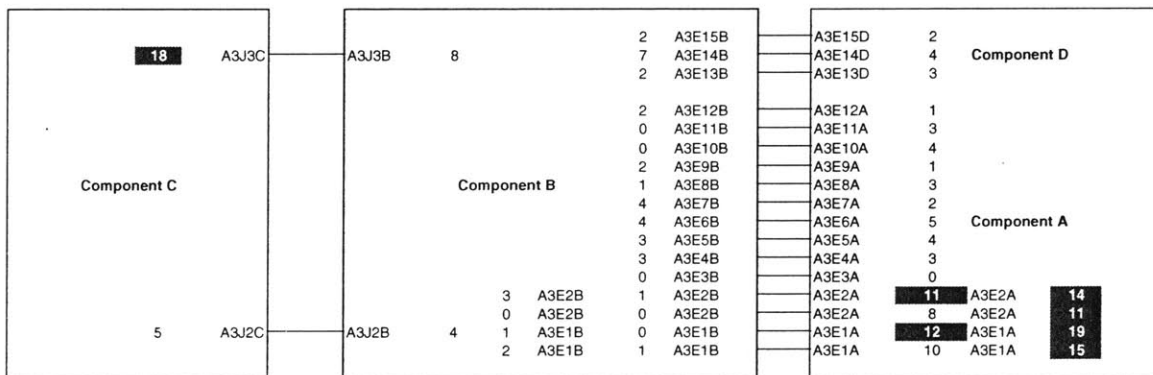 2 A3E15B A3E15D 2
18 A3J3C A3J3B 8 7 A3E14B A3E14D 4 Component D
2 A3E13B A3E13D 3
2 A3E12B A3E12A 1
0 A3E11B A3E11A 3
0 A3E10B A3E10A 4
2 A3E9B A3E9A 1
Component C Component B 1 A3E8B A3E8A 3
4 A3E7B A3E7A 2
4 A3E6B A3E6A 5 Component A
3 A3E5B A3E5A 4
3 A3E4B A3E4A 3
0 A3E3B A3E3A 0
3 A3E2B 1 A3E2B A3E2A 11 A3E2A 14
0 A3E2B 0 A3E2B A3E2A 8 A3E2A 11
5 A3J2C A3J2B 4 1 A3E1B 0 A3E1B A3E1A 12 A3E1A 19
2 A3E1B 1 A3E1B A3E1A 10 A3E1A 15